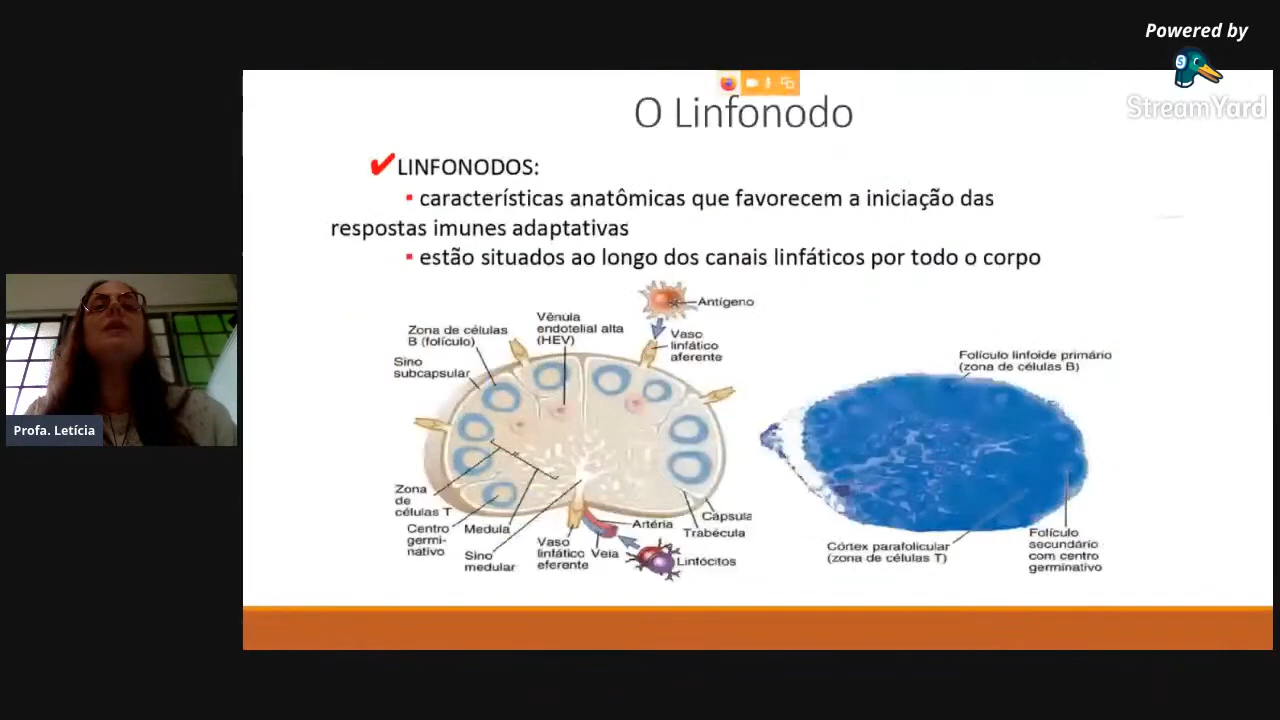 Powered by
StreamYard
O Linfonodo
LINFONODOS:
características anatômicas que favorecem a iniciação das
respostas imunes adaptativas
estão situados ao longo dos canais linfáticos por todo o corpo
Antígeno
Vaso
linfático
aferente
Vênula
endotelial alta
(HEV)
Zona de células
B (folículo)
Sino
subcapsular
Zona
de
células T
Centro
germi-
nativo
Medula
Sino
medular
Vaso
linfático
eferente
Veia
Artéria
Linfócitos
Cápsula
Trabécula
Folículo linfoide primário
(zona de células B)
Córtex parafolicular
(zona de células T)
Folículo
secundário
com centro
germinativo
Profa. Letícia